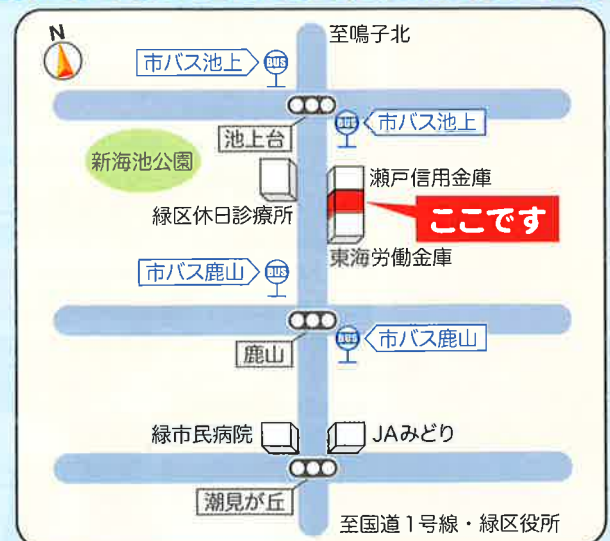 N
至鳴子北
市バス池上
BUS
BUS
市バス池上
池上台
新海池公園
瀬戸信用金庫
緑区休日診療所
ここです
東海労働金庫
市バス鹿山
BUS
BUS
市バス鹿山
鹿山
緑市民病院
JAみどり
潮見が丘
至国道1号線・緑区役所